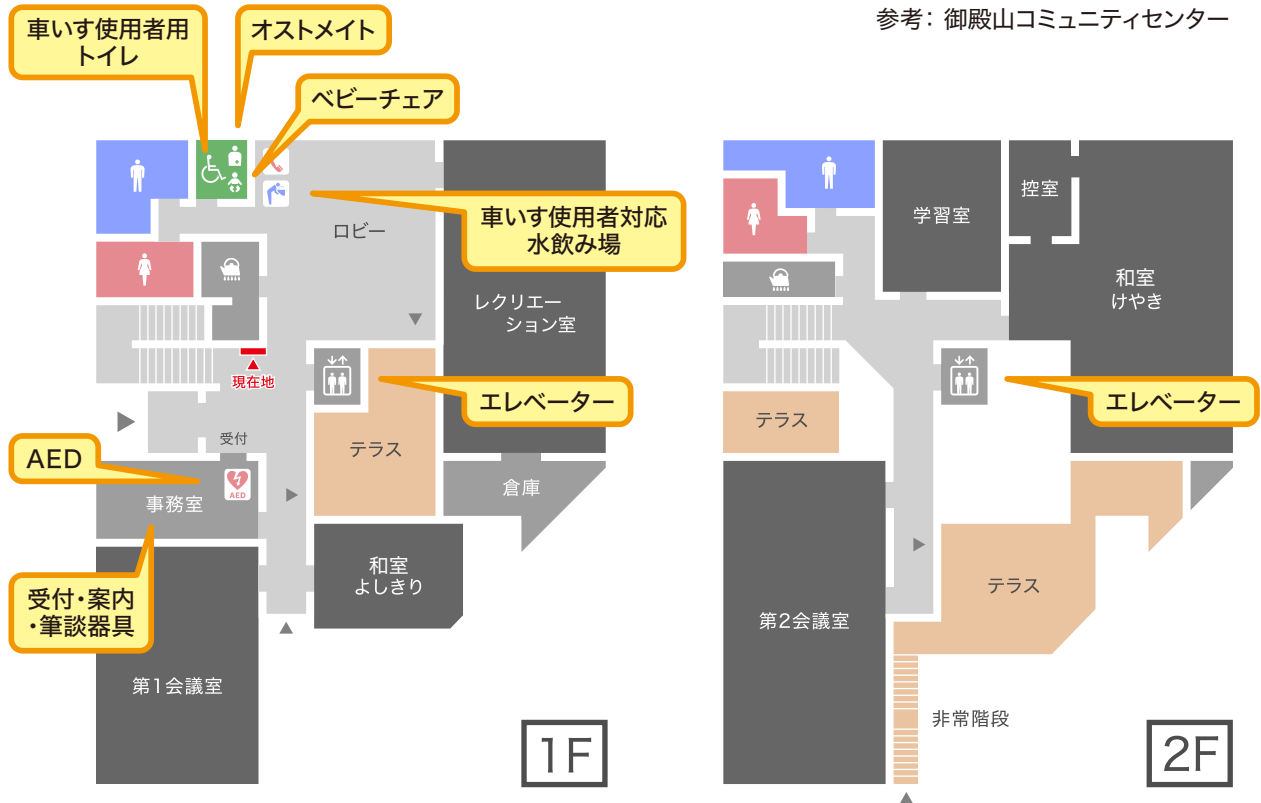 参考：御殿山コミュニティセンター
車いす使用者用
トイレ
オストメイト
ベビーチェア
車いす使用者対応
水飲み場
ロビー
レクリエー
ション室
現在地
エレベーター
受付
テラス
AED
AED
事務室
倉庫
和室
よしきり
受付・案内
・筆談器具
第1会議室
1F
学習室
控室
和室
けやき
エレベーター
テラス
テラス
第2会議室
非常階段
2F